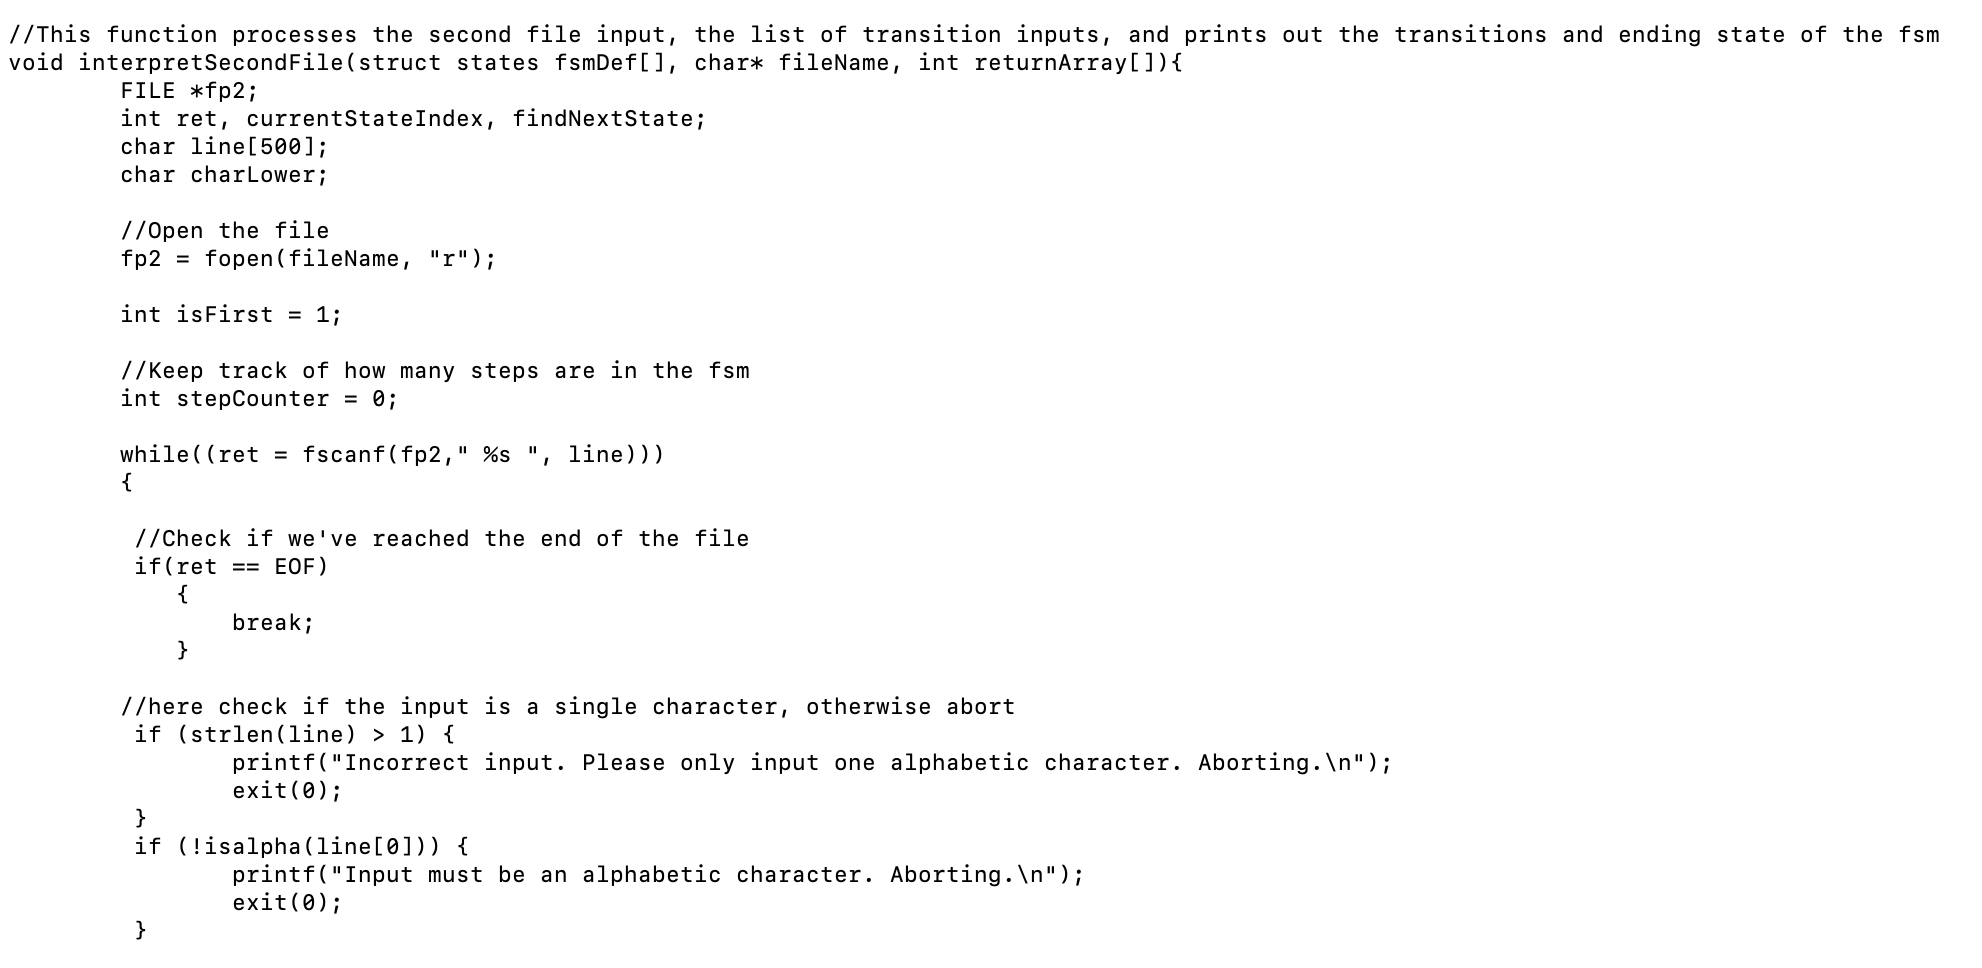 //This function processes the second file input, the list of transition inputs, and prints out the transitions and ending state of the fsm
void interpretSecondFile(struct states fsmDef[], char* fileName, int returnArray[]){
        FILE *fp2;
        int ret, currentStateIndex, findNextState;
        char line[500];
        char charLower;

        //Open the file
        fp2 = fopen(fileName, "r");

        int isFirst = 1;

        //Keep track of how many steps are in the fsm
        int stepCounter = 0;

        while((ret = fscanf(fp2," %s ", line)))
        {

         //Check if we've reached the end of the file
         if(ret == EOF)
            {
                break;
            }

        //here check if the input is a single character, otherwise abort
         if (strlen(line) > 1) {
                printf("Incorrect input. Please only input one alphabetic character. Aborting.\n");
                exit(0);
         }
         if (!isalpha(line[0])) {
                printf("Input must be an alphabetic character. Aborting.\n");
                exit(0);
         }